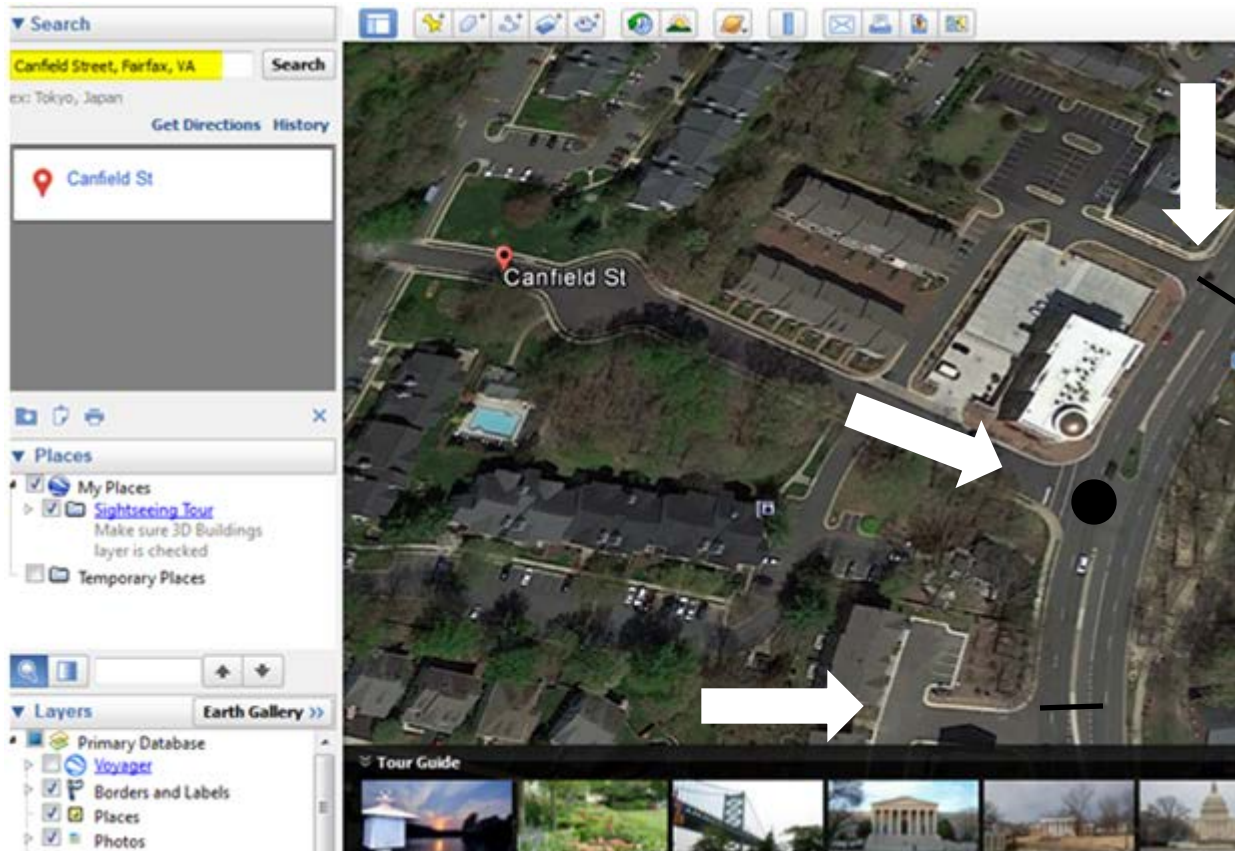 Search
Canfield Street, Fairfax, VA
Search
ex: Tokyo, Japan
Get Directions History
Canfield St
Places
My Places
Sightseeing Tour
Make sure 3D Buildings
layer is checked
Temporary Places
Layers
Earth Gallery »
Primary Database
Voyager
Borders and Labels
Places
Photos
Canfield St
Tour Guide